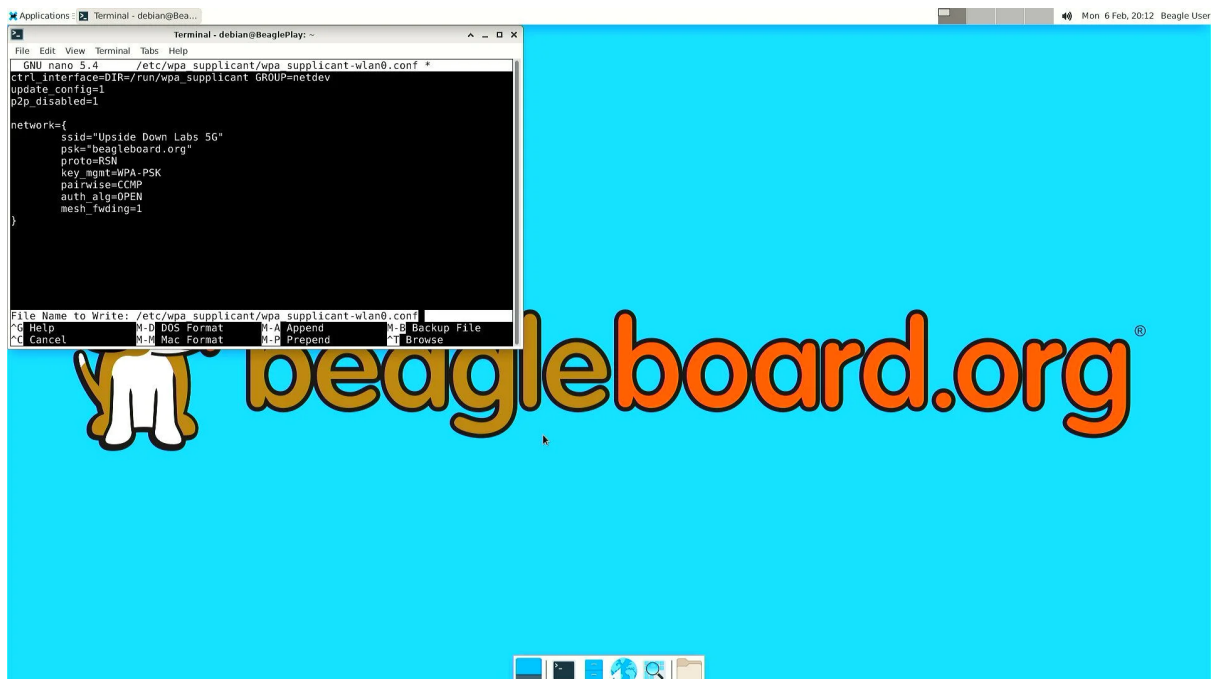 Applications
Terminal - debian@Bea...
Mon 6 Feb, 20:12 Beagle User
Terminal - debian@BeaglePlay: ~
File Edit View Terminal Tabs Help
GNU nano 5.4 /etc/wpa_supplicant/wpa_supplicant-wlan0.conf *
ctrl_interface=DIR=/run/wpa_supplicant GROUP=netdev
update_config=1
p2p_disabled=1
network={
ssid="Upside Down Labs 5G"
psk="beagleboard.org"
proto=RSN
key_mgmt=WPA-PSK
pairwise=CCMP
auth_alg=OPEN
mesh_fwding=1
}
File Name to Write: /etc/wpa_supplicant/wpa_supplicant-wlan0.conf
^G Help M-D DOS Format M-A Append M-B Backup File
^C Cancel M-M Mac Format M-P Prepend ^T Browse
beagleboard.org®